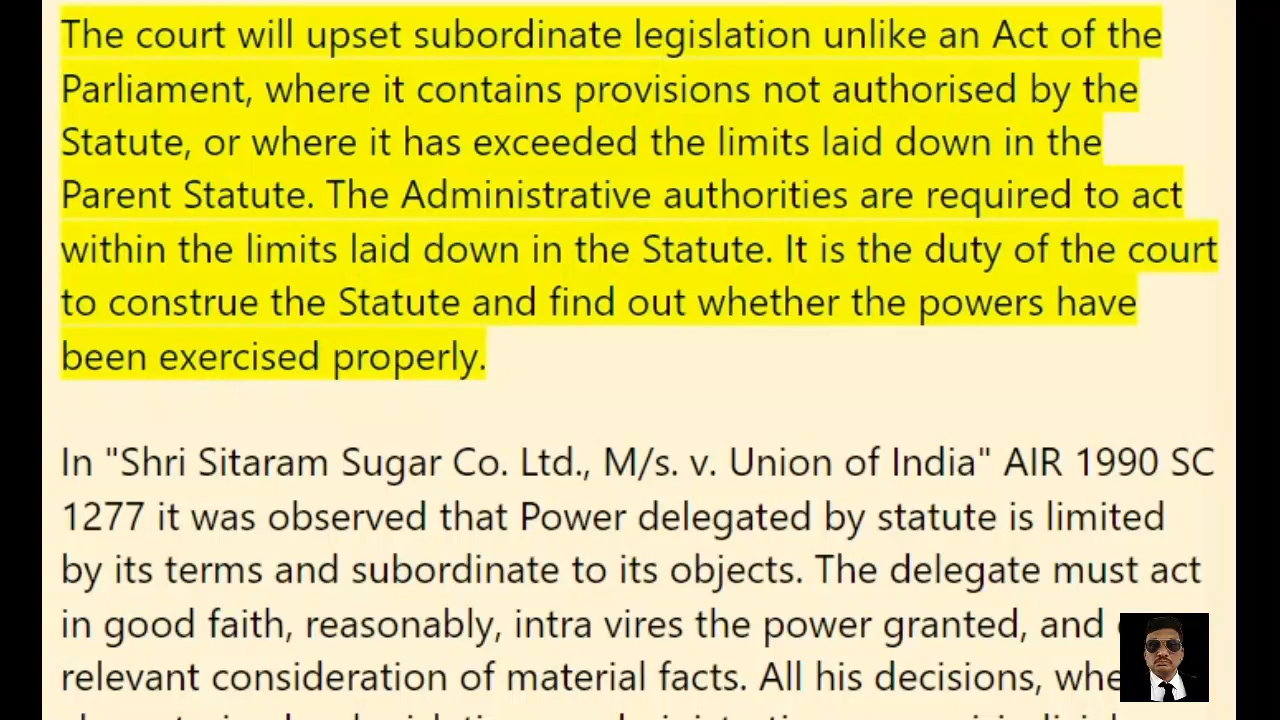 The court will upset subordinate legislation unlike an Act of the
Parliament, where it contains provisions not authorised by the
Statute, or where it has exceeded the limits laid down in the
Parent Statute. The Administrative authorities are required to act
within the limits laid down in the Statute. It is the duty of the court
to construe the Statute and find out whether the powers have
been exercised properly.
In "Shri Sitaram Sugar Co. Ltd., M/s. v. Union of India" AIR 1990 SC
1277 it was observed that Power delegated by statute is limited
by its terms and subordinate to its objects. The delegate must act
in good faith, reasonably, intra vires the power granted, and
relevant consideration of material facts. All his decisions,